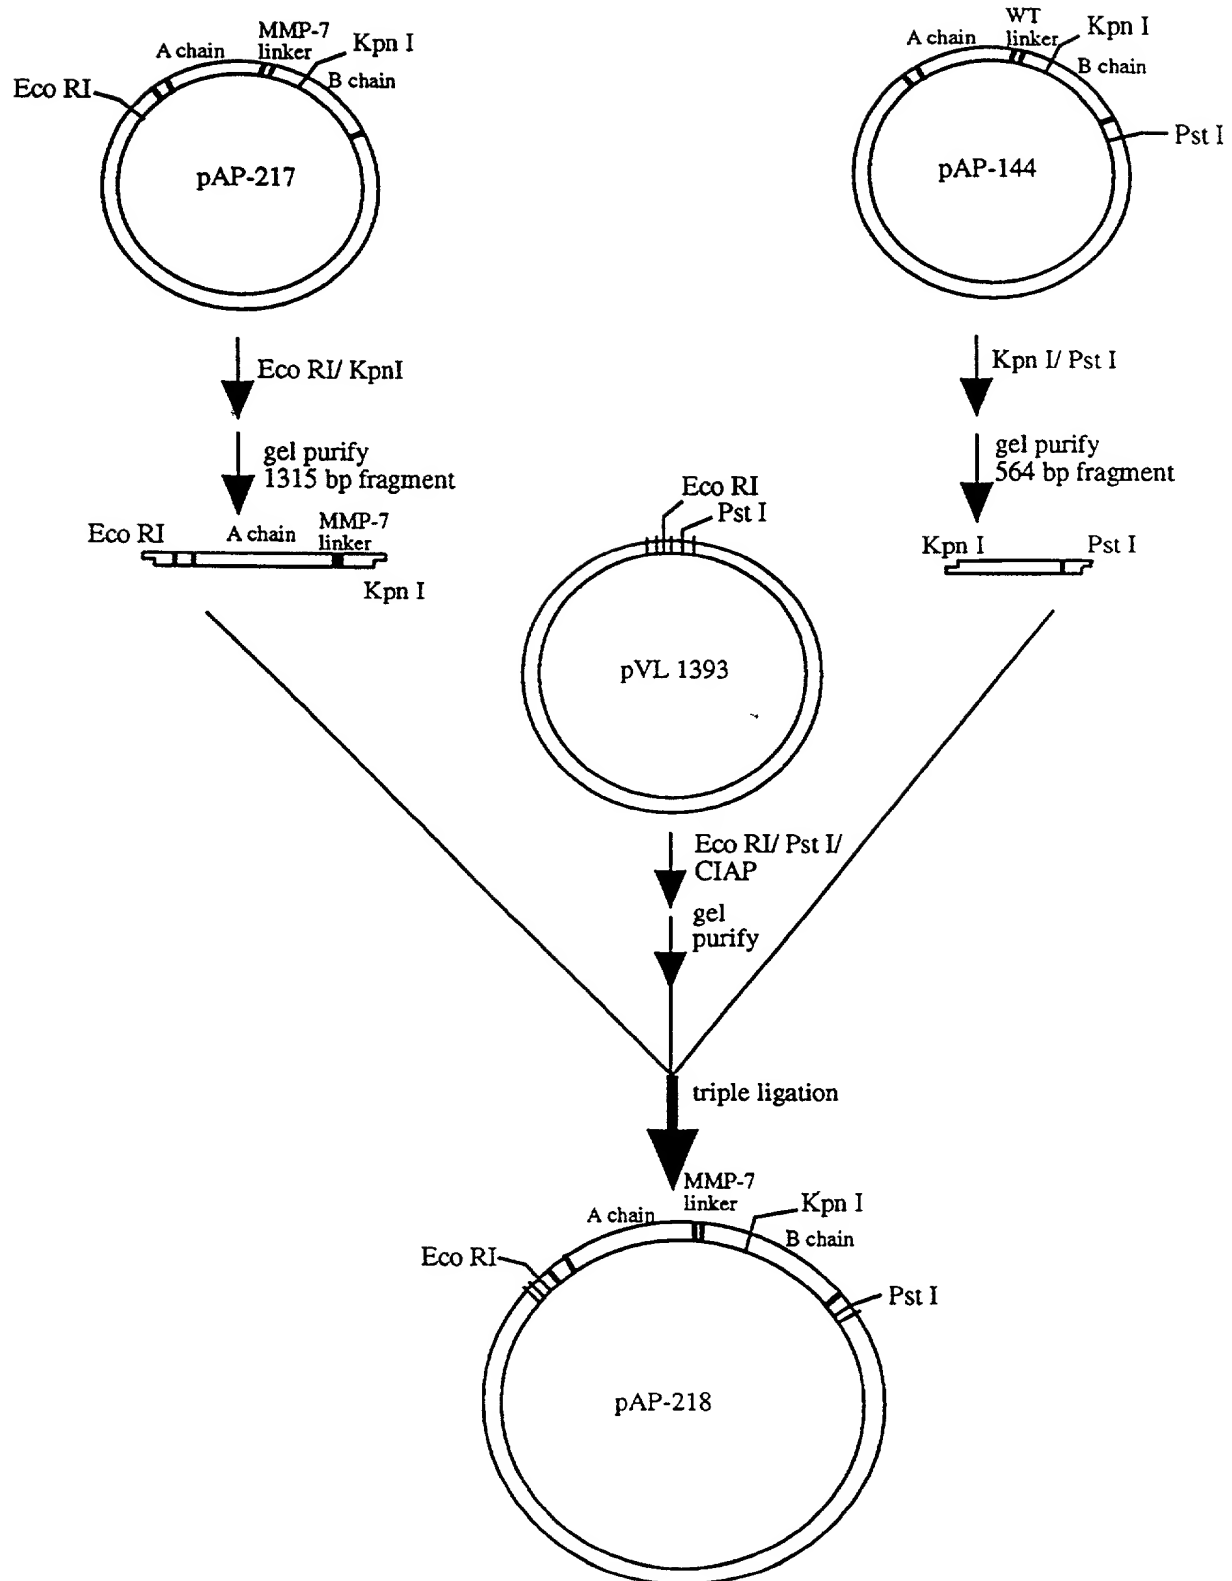 MMP-7
linker
A chain
Kpn I
B chain
Eco RI
pAP-217
WT
linker
A chain
Kpn I
B chain
Pst I
pAP-144
Eco RI/ KpnI
gel purify
1315 bp fragment
Kpn I/ Pst I
gel purify
564 bp fragment
Eco RI
A chain
MMP-7
linker
Kpn I
Eco RI
Pst I
Kpn I
Pst I
pVL 1393
Eco RI/ Pst I/
CIAP
gel
purify
triple ligation
MMP-7
linker
A chain
Kpn I
B chain
Eco RI
Pst I
pAP-218